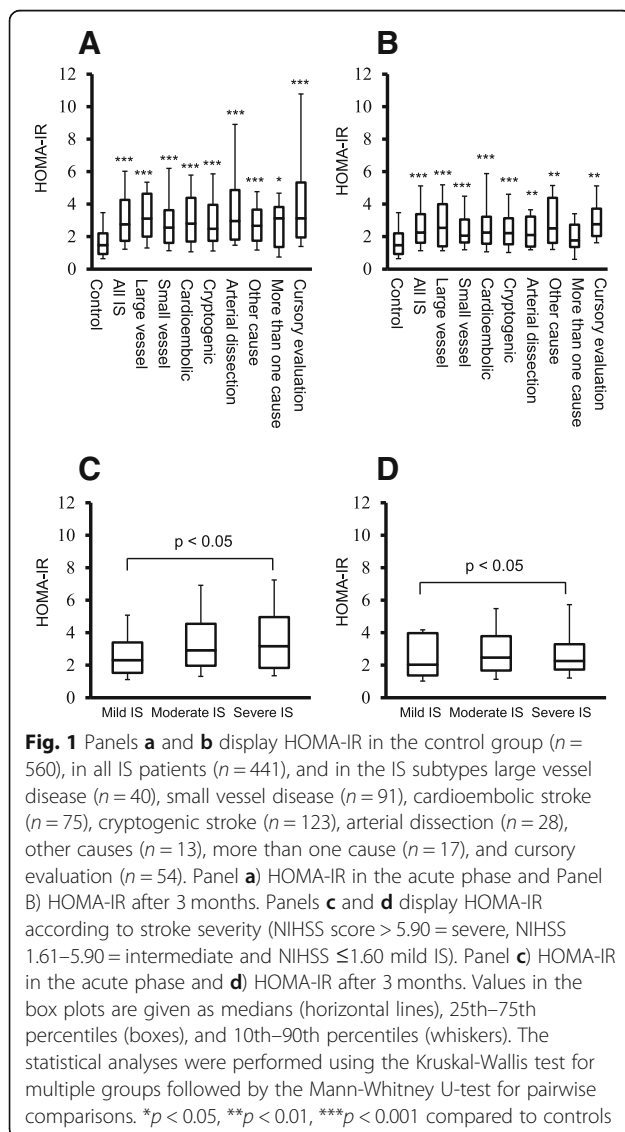 A
HOMA-IR
12
10
8
6
4
2
0
*** *** *** *** *** *** *** * ***
Control
All IS
Large vessel
Small vessel
Cardioembolic
Cryptogenic
Arterial dissection
Other cause
More than one cause
Cursory evaluation
B
HOMA-IR
12
10
8
6
4
2
0
*** *** *** *** *** ** ** **
Control
All IS
Large vessel
Small vessel
Cardioembolic
Cryptogenic
Arterial dissection
Other cause
More than one cause
Cursory evaluation
C
HOMA-IR
12
10
8
6
4
2
0
p < 0.05
Mild IS Moderate IS Severe IS
D
HOMA-IR
12
10
8
6
4
2
0
p < 0.05
Mild IS Moderate IS Severe IS
Fig. 1 Panels a and b display HOMA-IR in the control group (n =
560), in all IS patients (n = 441), and in the IS subtypes large vessel
disease (n = 40), small vessel disease (n = 91), cardioembolic stroke
(n = 75), cryptogenic stroke (n = 123), arterial dissection (n = 28),
other causes (n = 13), more than one cause (n = 17), and cursory
evaluation (n = 54). Panel a) HOMA-IR in the acute phase and Panel
B) HOMA-IR after 3 months. Panels c and d display HOMA-IR
according to stroke severity (NIHSS score > 5.90 = severe, NIHSS
1.61–5.90 = intermediate and NIHSS ≤1.60 mild IS). Panel c) HOMA-IR
in the acute phase and d) HOMA-IR after 3 months. Values in the
box plots are given as medians (horizontal lines), 25th–75th
percentiles (boxes), and 10th–90th percentiles (whiskers). The
statistical analyses were performed using the Kruskal-Wallis test for
multiple groups followed by the Mann-Whitney U-test for pairwise
comparisons. *p < 0.05, **p < 0.01, ***p < 0.001 compared to controls